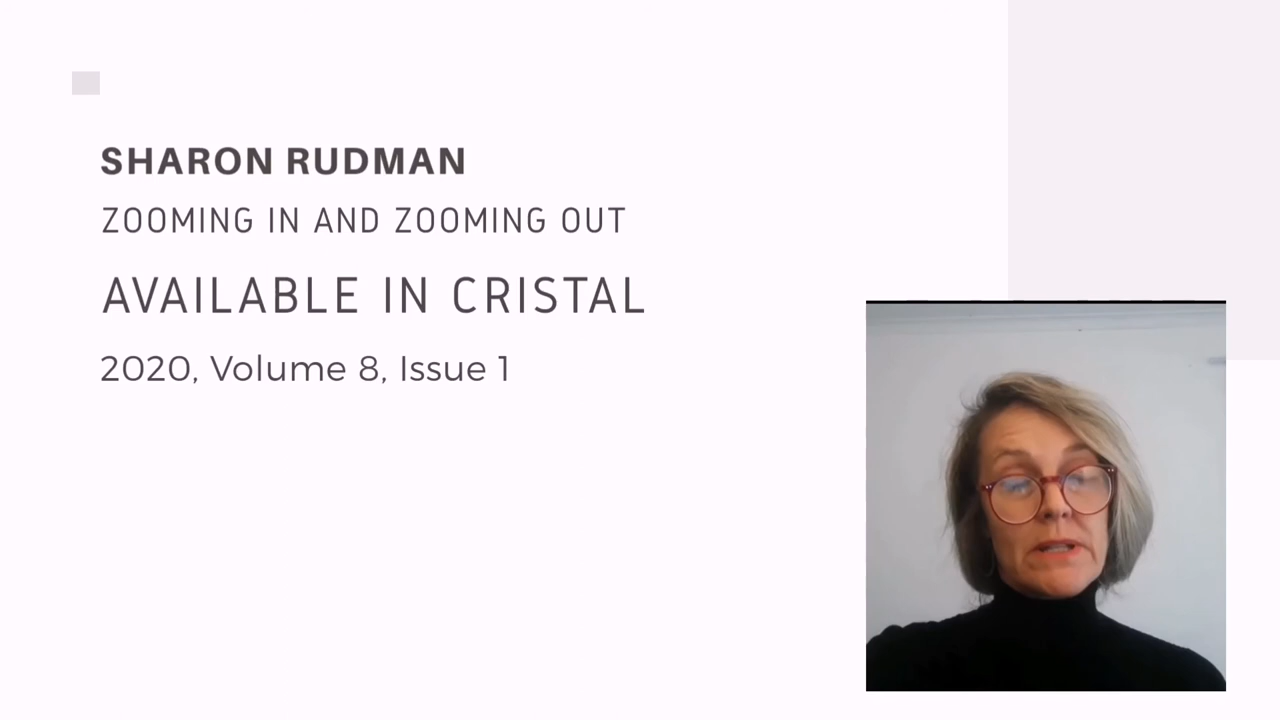 SHARON RUDMAN
ZOOMING IN AND ZOOMING OUT
AVAILABLE IN CRISTAL
2020, Volume 8, Issue 1